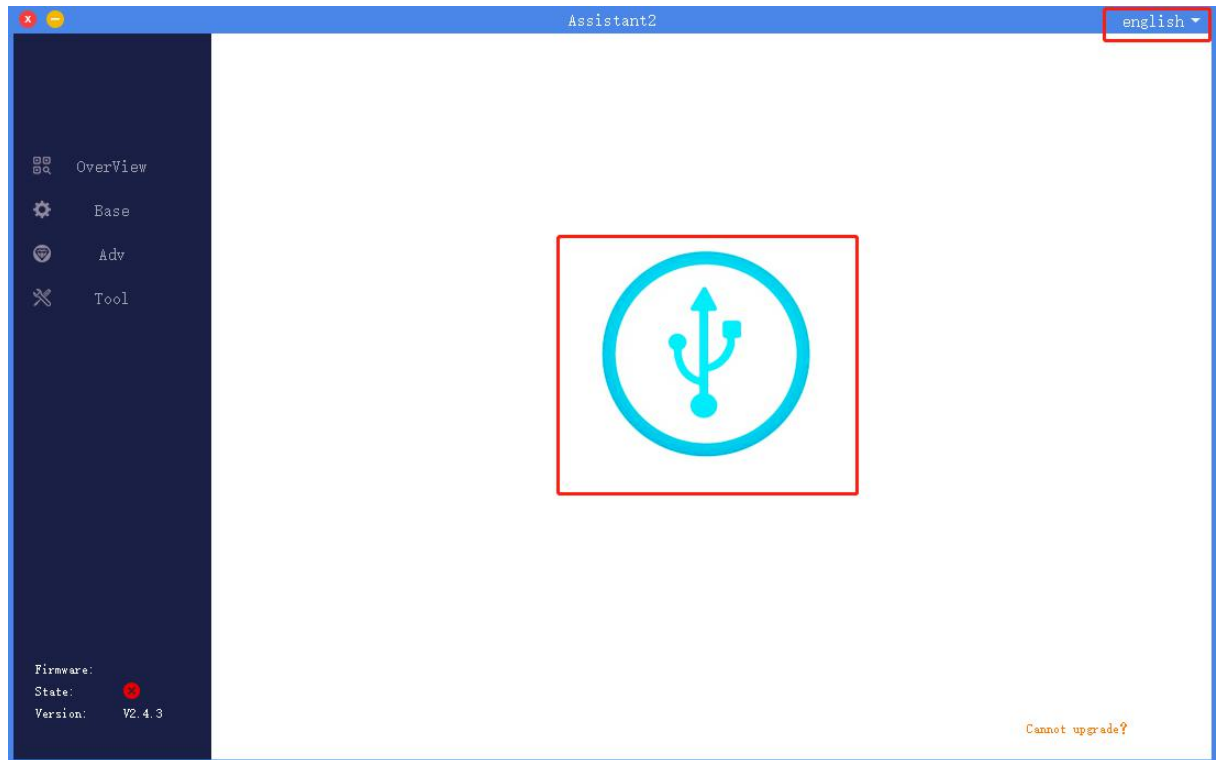 Assistant2
english
OverView
Base
Adv
Tool
Firmware:
State:
Version: V2.4.3
Cannot upgrade?